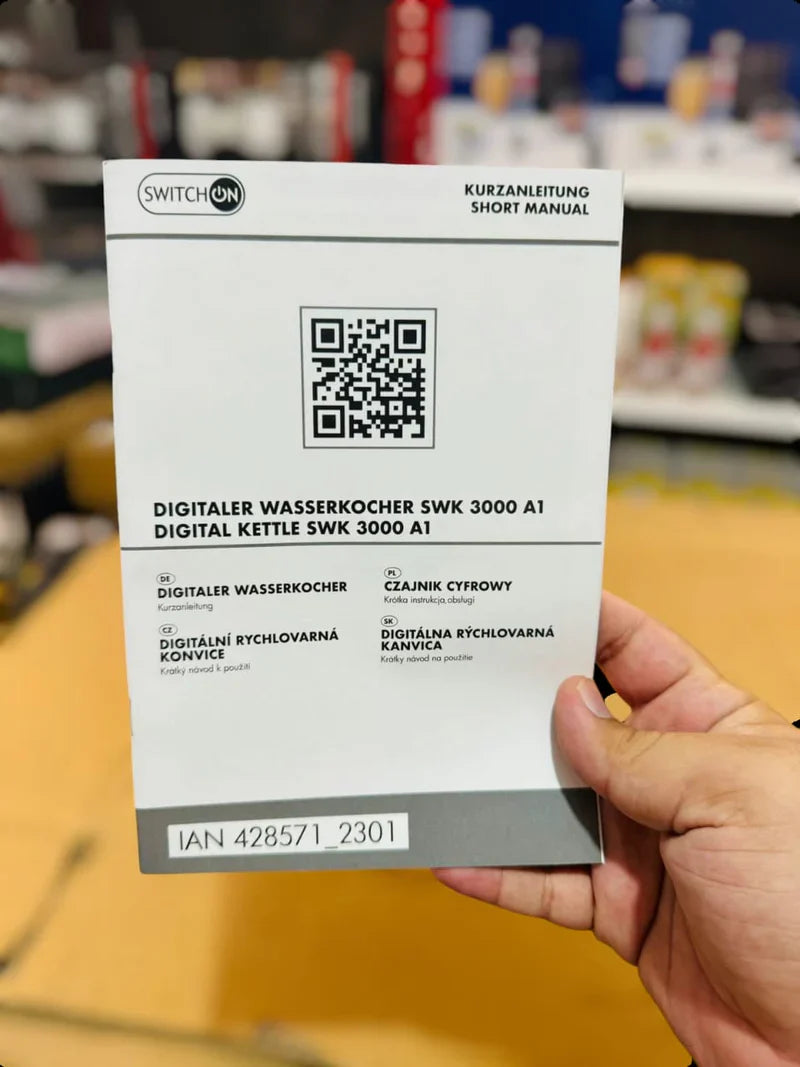 SWITCH ON
KURZANLEITUNG
SHORT MANUAL
DIGITALER WASSERKOCHER SWK 3000 A1
DIGITAL KETTLE SWK 3000 A1
DE
DIGITALER WASSERKOCHER
Kurzanleitung
CZ
DIGITÁLNÍ RYCHLOVARNÁ
KONVICE
Krátký návod k použití
PL
CZAJNIK CYFROWY
Krótka instrukcja obsługi
SK
DIGITÁLNA RÝCHLOVARNÁ
KANVICA
Krátky návod na použitie
IAN 428571_2301